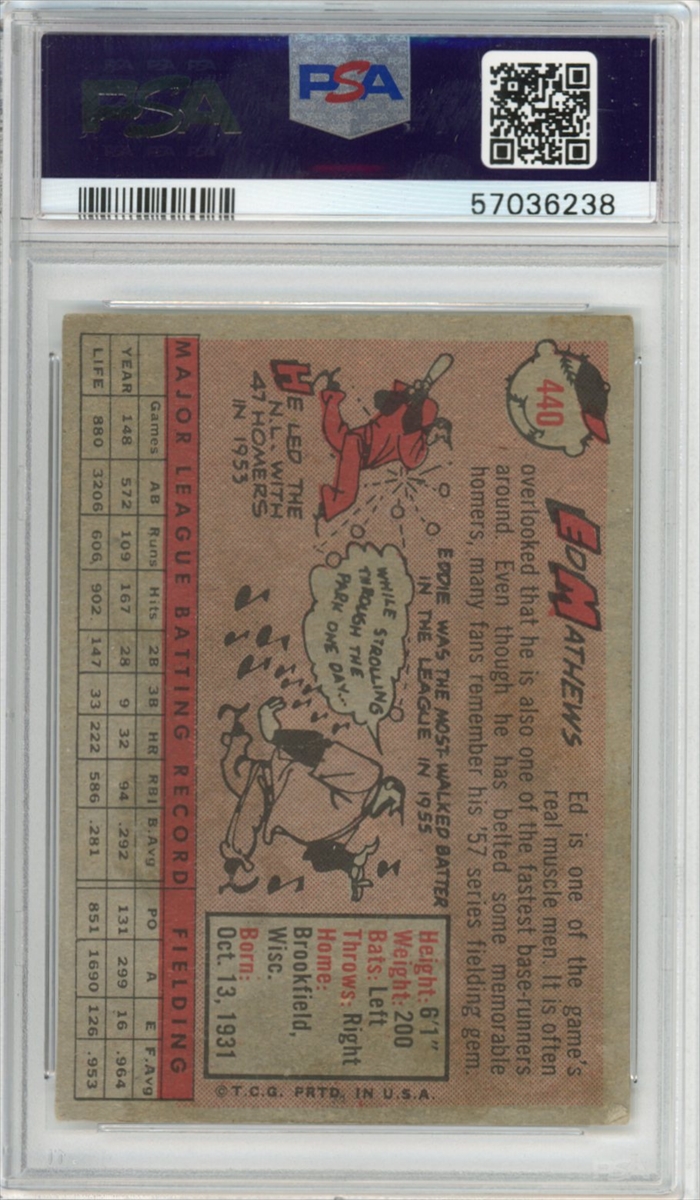 PSA
PSA
57036238
440
ED MATHEWS
Ed is one of the game's
real muscle men. It is often
overlooked that he is also one of the fastest base-runners
around. Even though he has belted some memorable
homers, many fans remember his '57 series fielding gem.
HE LED THE
N.L. WITH
47 HOMERS
IN 1953
EDDIE WAS THE MOST-WALKED BATTER
IN THE LEAGUE IN 1955
WHILE STROLLING
THROUGH THE
PARK ONE DAY...
Height: 6'1"
Weight: 200
Bats: Left
Throws: Right
Home:
Brookfield,
Wisc.
Born:
Oct. 13, 1931
©T.C.G. PRTD. IN U.S.A.
MAJOR LEAGUE BATTING RECORD FIELDING
Games AB Runs Hits 2B 3B HR RBI B.Avg PO A E F.Avg
YEAR 148 572 109 167 28 9 32 94 .292 131 299 16 .964
LIFE 880 3206 606 902 147 33 222 586 .281 851 1690 126 .953